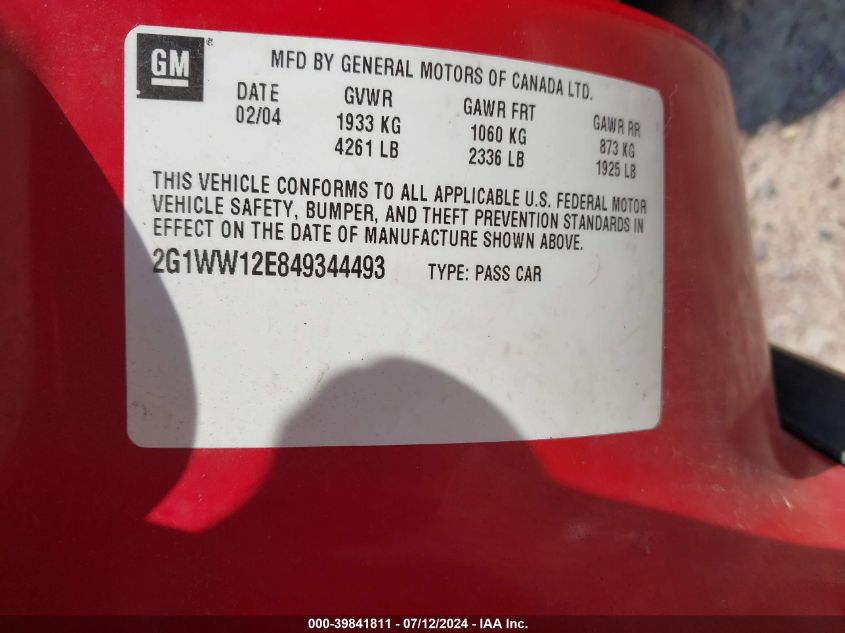 GM®
MFD BY GENERAL MOTORS OF CANADA LTD.
DATE GVWR GAWR FRT GAWR RR
02/04 1933 KG 1060 KG 873 KG
4261 LB 2336 LB 1925 LB
THIS VEHICLE CONFORMS TO ALL APPLICABLE U.S. FEDERAL MOTOR
VEHICLE SAFETY, BUMPER, AND THEFT PREVENTION STANDARDS IN
EFFECT ON THE DATE OF MANUFACTURE SHOWN ABOVE.
2G1WW12E849344493 TYPE: PASS CAR
000-39841811 - 07/12/2024 - IAA Inc.